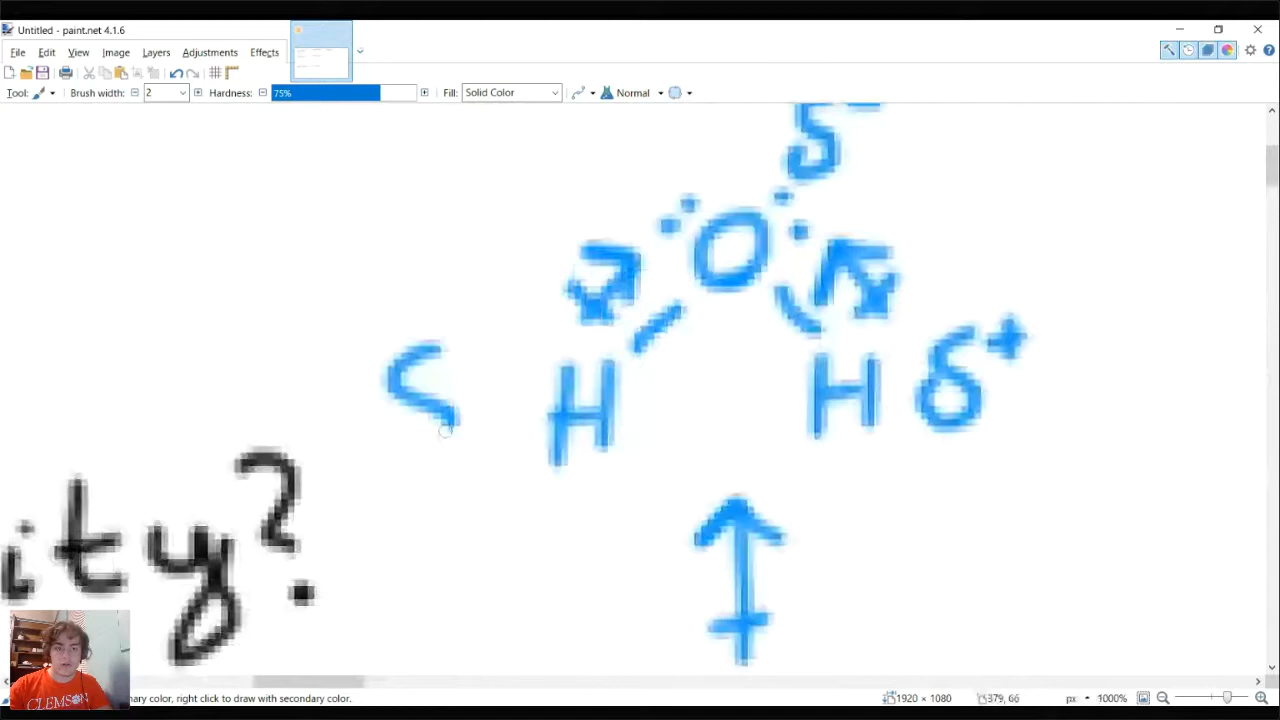 Untitled - paint.net 4.1.6
File Edit View Image Layers Adjustments Effects
Tool: Brush width: 2 Hardness: 75% Fill: Solid Color Normal
δ-
O
H H δ+
ity?
CLEMSON
nary color, right click to draw with secondary color. 1920 × 1080 379, 66 px 1000%